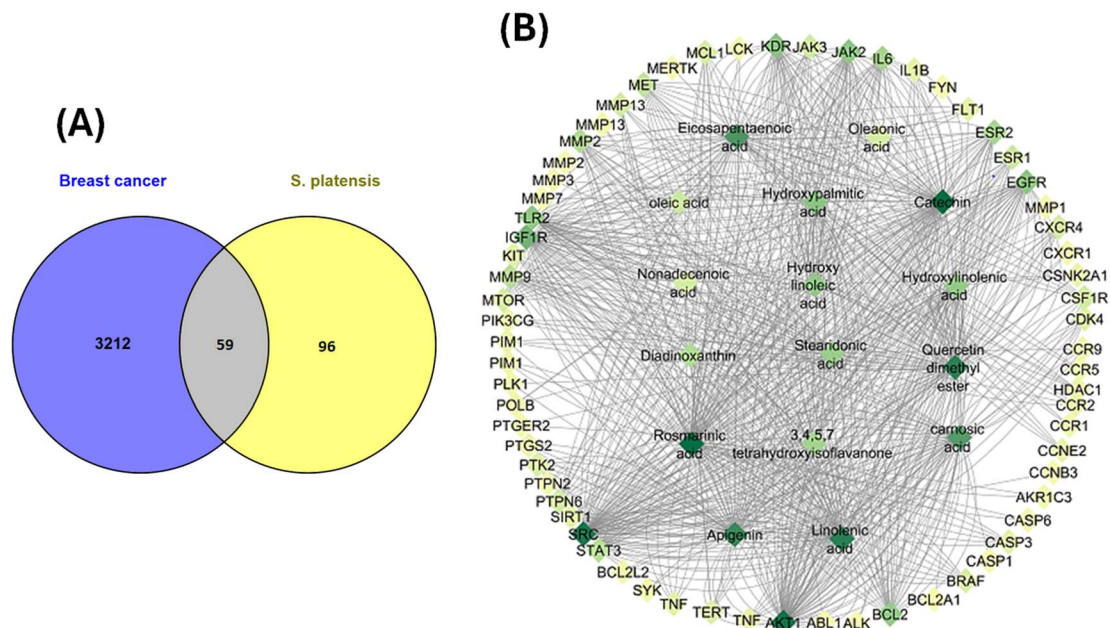 (A)
Breast cancer
S. platensis
3212
59
96
(B)
MCL1
LCK
KDR
JAK3
JAK2
IL6
IL1B
FYN
FLT1
ESR2
ESR1
EGFR
MMP1
CXCR4
CXCR1
CSNK2A1
CSF1R
CDK4
CCR9
CCR5
HDAC1
CCR2
CCR1
CCNE2
CCNB3
AKR1C3
CASP6
CASP3
CASP1
BRAF
BCL2A1
BCL2
ALK
ABL1
AKT1
TNF
TERT
TNF
SYK
BCL2L2
STAT3
SRC
SIRT1
PTPN6
PTPN2
PTK2
PTGS2
PTGER2
POLB
PLK1
PIM1
PIM1
PIK3CG
MTOR
MMP9
KIT
IGF1R
TLR2
MMP7
MMP3
MMP2
MMP2
MMP13
MMP13
MET
MERTK
Eicosapentaenoic
acid
Oleaonic
acid
oleic acid
Hydroxypalmitic
acid
Catechin
Nonadecenoic
acid
Hydroxy
linoleic
acid
Hydroxylinolenic
acid
Diadinoxanthin
Stearidonic
acid
Quercetin
dimethyl
ester
Rosmarinic
acid
3,4,5,7
tetrahydroxyisoflavanone
carnosic
acid
Apigenin
Linolenic
acid